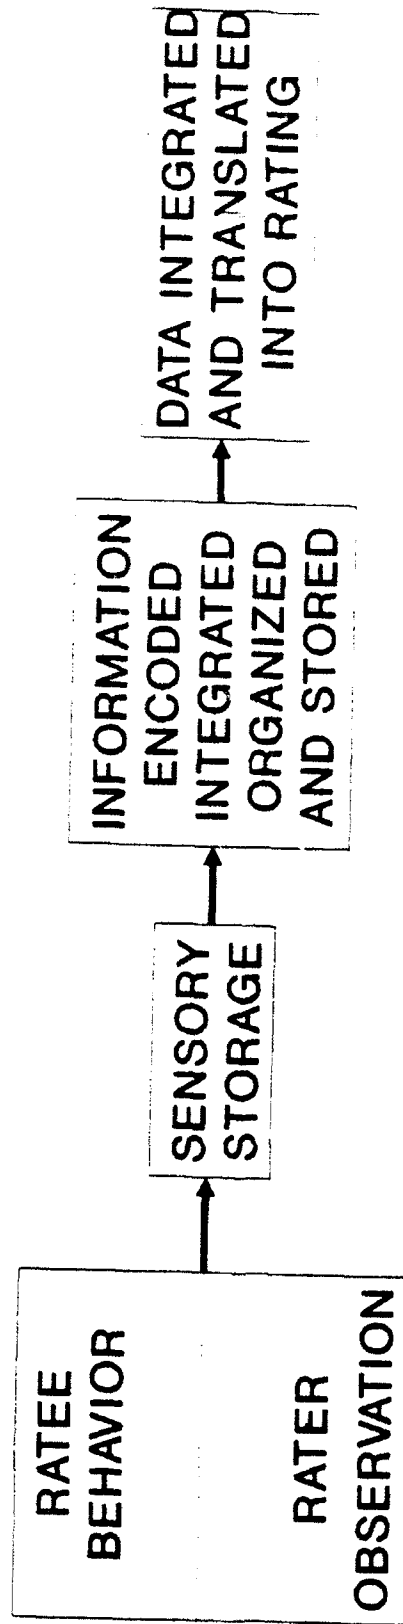 RATEE
BEHAVIOR
RATER
OBSERVATION
SENSORY
STORAGE
INFORMATION
ENCODED
INTEGRATED
ORGANIZED
AND STORED
DATA INTEGRATED
AND TRANSLATED
INTO RATING